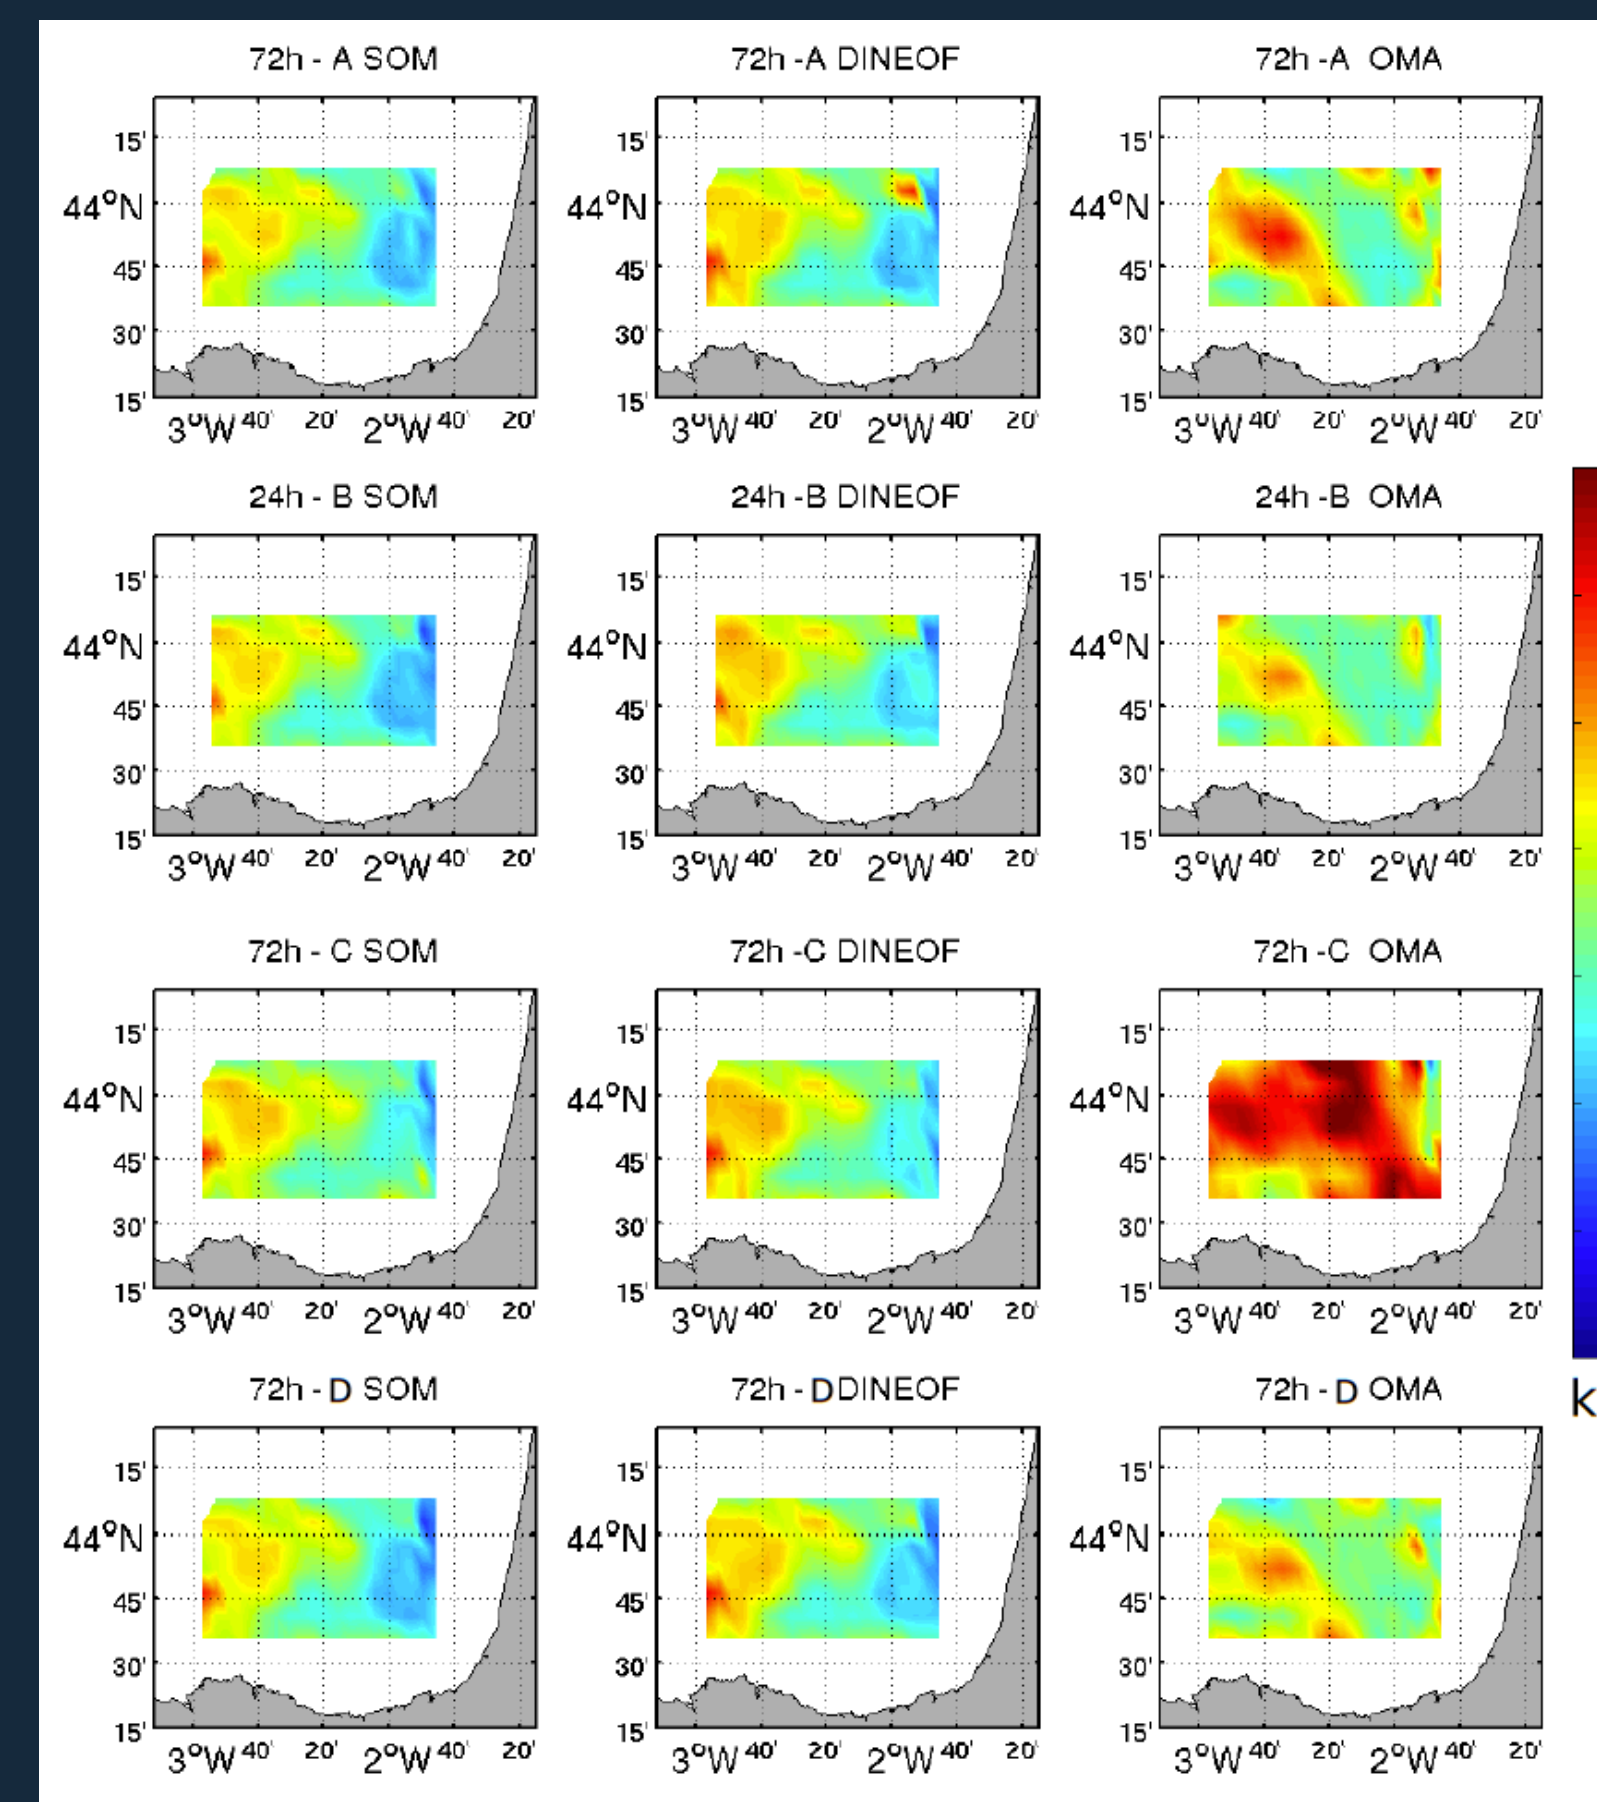 72h - A SOM
72h -A DINEOF
72h -A OMA
15'
44°N
45'
30'
15'
3°W 40' 20' 2°W 40' 20'
15'
44°N
45'
30'
15'
3°W 40' 20' 2°W 40' 20'
15'
44°N
45'
30'
15'
3°W 40' 20' 2°W 40' 20'
24h - B SOM
24h -B DINEOF
24h -B OMA
15'
44°N
45'
30'
15'
3°W 40' 20' 2°W 40' 20'
15'
44°N
45'
30'
15'
3°W 40' 20' 2°W 40' 20'
15'
44°N
45'
30'
15'
3°W 40' 20' 2°W 40' 20'
72h - C SOM
72h -C DINEOF
72h -C OMA
15'
44°N
45'
30'
15'
3°W 40' 20' 2°W 40' 20'
15'
44°N
45'
30'
15'
3°W 40' 20' 2°W 40' 20'
15'
44°N
45'
30'
15'
3°W 40' 20' 2°W 40' 20'
k
72h - D SOM
72h - DDINEOF
72h - D OMA
15'
44°N
45'
30'
15'
3°W 40' 20' 2°W 40' 20'
15'
44°N
45'
30'
15'
3°W 40' 20' 2°W 40' 20'
15'
44°N
45'
30'
15'
3°W 40' 20' 2°W 40' 20'